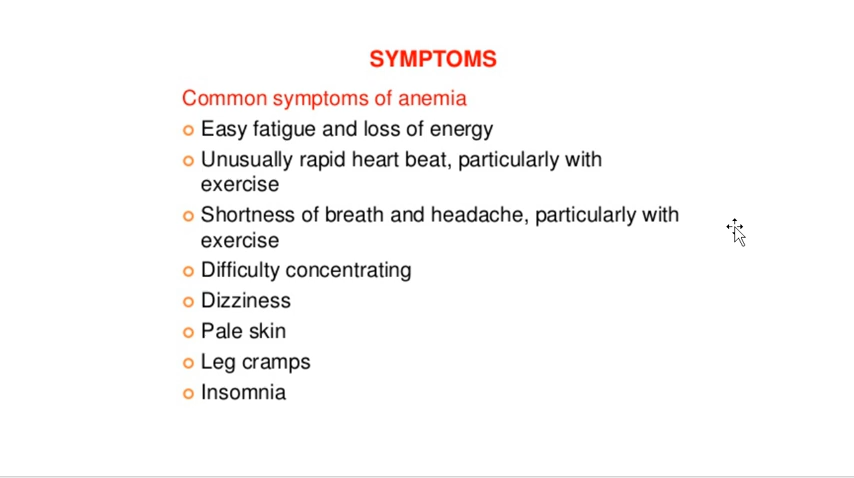 SYMPTOMS
Common symptoms of anemia
Easy fatigue and loss of energy
Unusually rapid heart beat, particularly with
exercise
Shortness of breath and headache, particularly with
exercise
Difficulty concentrating
Dizziness
Pale skin
Leg cramps
Insomnia